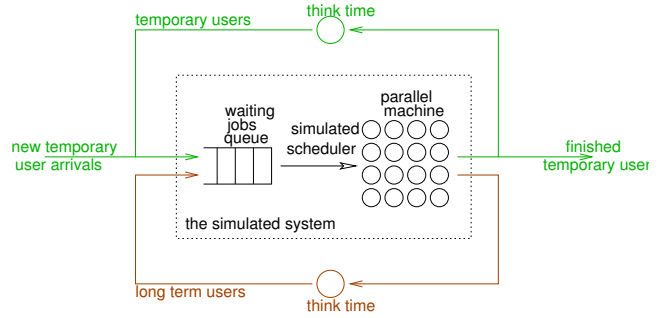 think time
temporary users
parallel
machine
waiting
jobs
queue
simulated
scheduler
new temporary
user arrivals
finished
temporary user
the simulated system
long term users
think time